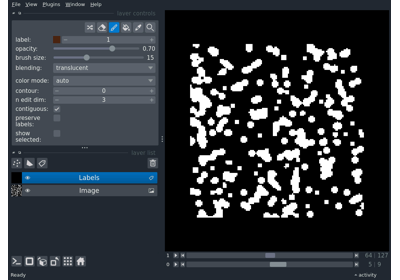 File View Plugins Window Help
layer controls
label: 1
opacity: 0.70
brush size: 15
blending: translucent
color mode: auto
contour: 0
n edit dim: 3
contiguous:
preserve
labels:
show
selected:
layer list
Labels
Image
1 64 127
0 5 9
Ready activity